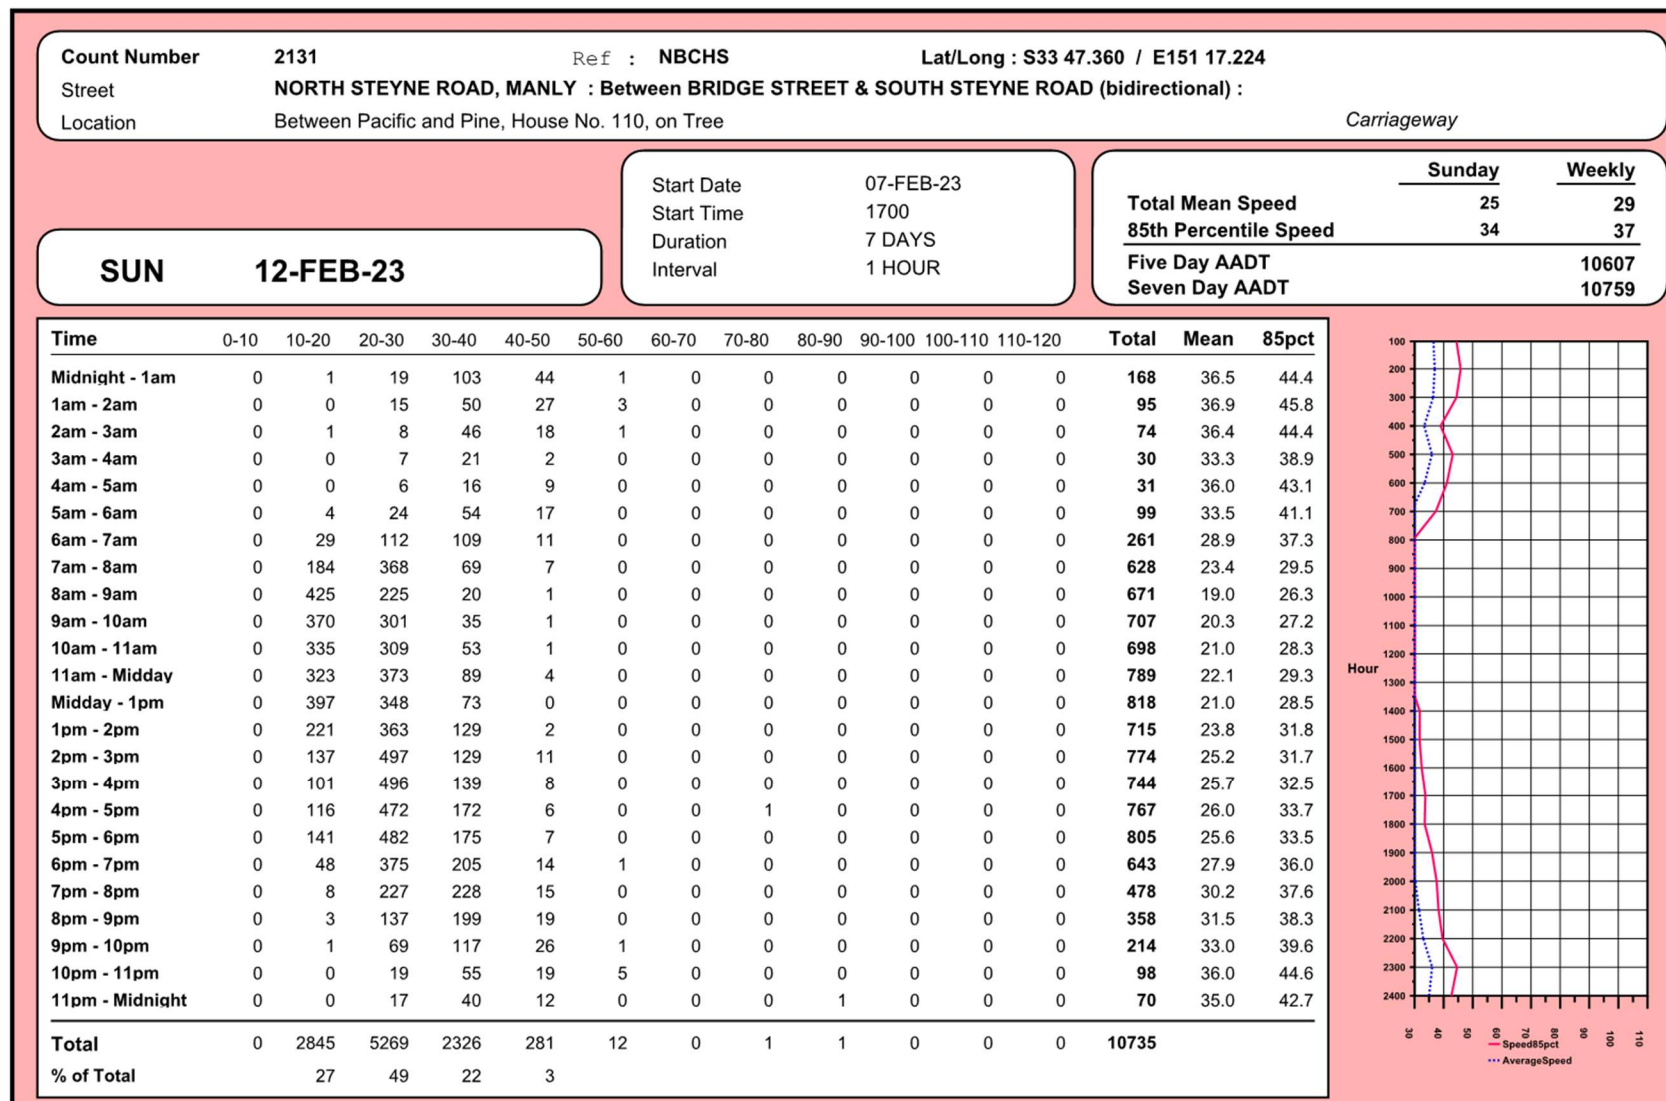 Count Number 2131 Ref : NBCHS Lat/Long : S33 47.360 / E151 17.224
Street NORTH STEYNE ROAD, MANLY : Between BRIDGE STREET & SOUTH STEYNE ROAD (bidirectional) :
Location Between Pacific and Pine, House No. 110, on Tree Carriageway
SUN 12-FEB-23
Start Date 07-FEB-23
Start Time 1700
Duration 7 DAYS
Interval 1 HOUR
Sunday Weekly
Total Mean Speed 25 29
85th Percentile Speed 34 37
Five Day AADT 10607
Seven Day AADT 10759
Time 0-10 10-20 20-30 30-40 40-50 50-60 60-70 70-80 80-90 90-100 100-110 110-120 Total Mean 85pct
Midnight - 1am 0 1 19 103 44 1 0 0 0 0 0 0 168 36.5 44.4
1am - 2am 0 0 15 50 27 3 0 0 0 0 0 0 95 36.9 45.8
2am - 3am 0 1 8 46 18 1 0 0 0 0 0 0 74 36.4 44.4
3am - 4am 0 0 7 21 2 0 0 0 0 0 0 0 30 33.3 38.9
4am - 5am 0 0 6 16 9 0 0 0 0 0 0 0 31 36.0 43.1
5am - 6am 0 4 24 54 17 0 0 0 0 0 0 0 99 33.5 41.1
6am - 7am 0 29 112 109 11 0 0 0 0 0 0 0 261 28.9 37.3
7am - 8am 0 184 368 69 7 0 0 0 0 0 0 0 628 23.4 29.5
8am - 9am 0 425 225 20 1 0 0 0 0 0 0 0 671 19.0 26.3
9am - 10am 0 370 301 35 1 0 0 0 0 0 0 0 707 20.3 27.2
10am - 11am 0 335 309 53 1 0 0 0 0 0 0 0 698 21.0 28.3
11am - Midday 0 323 373 89 4 0 0 0 0 0 0 0 789 22.1 29.3
Midday - 1pm 0 397 348 73 0 0 0 0 0 0 0 0 818 21.0 28.5
1pm - 2pm 0 221 363 129 2 0 0 0 0 0 0 0 715 23.8 31.8
2pm - 3pm 0 137 497 129 11 0 0 0 0 0 0 0 774 25.2 31.7
3pm - 4pm 0 101 496 139 8 0 0 0 0 0 0 0 744 25.7 32.5
4pm - 5pm 0 116 472 172 6 0 0 1 0 0 0 0 767 26.0 33.7
5pm - 6pm 0 141 482 175 7 0 0 0 0 0 0 0 805 25.6 33.5
6pm - 7pm 0 48 375 205 14 1 0 0 0 0 0 0 643 27.9 36.0
7pm - 8pm 0 8 227 228 15 0 0 0 0 0 0 0 478 30.2 37.6
8pm - 9pm 0 3 137 199 19 0 0 0 0 0 0 0 358 31.5 38.3
9pm - 10pm 0 1 69 117 26 1 0 0 0 0 0 0 214 33.0 39.6
10pm - 11pm 0 0 19 55 19 5 0 0 0 0 0 0 98 36.0 44.6
11pm - Midnight 0 0 17 40 12 0 0 0 1 0 0 0 70 35.0 42.7
Total 0 2845 5269 2326 281 12 0 1 1 0 0 0 10735
% of Total 27 49 22 3
100
200
300
400
500
600
700
800
900
1000
1100
1200
Hour
1300
1400
1500
1600
1700
1800
1900
2000
2100
2200
2300
2400
30 40 50 60 70 80 90 100 110
Speed85pct
AverageSpeed